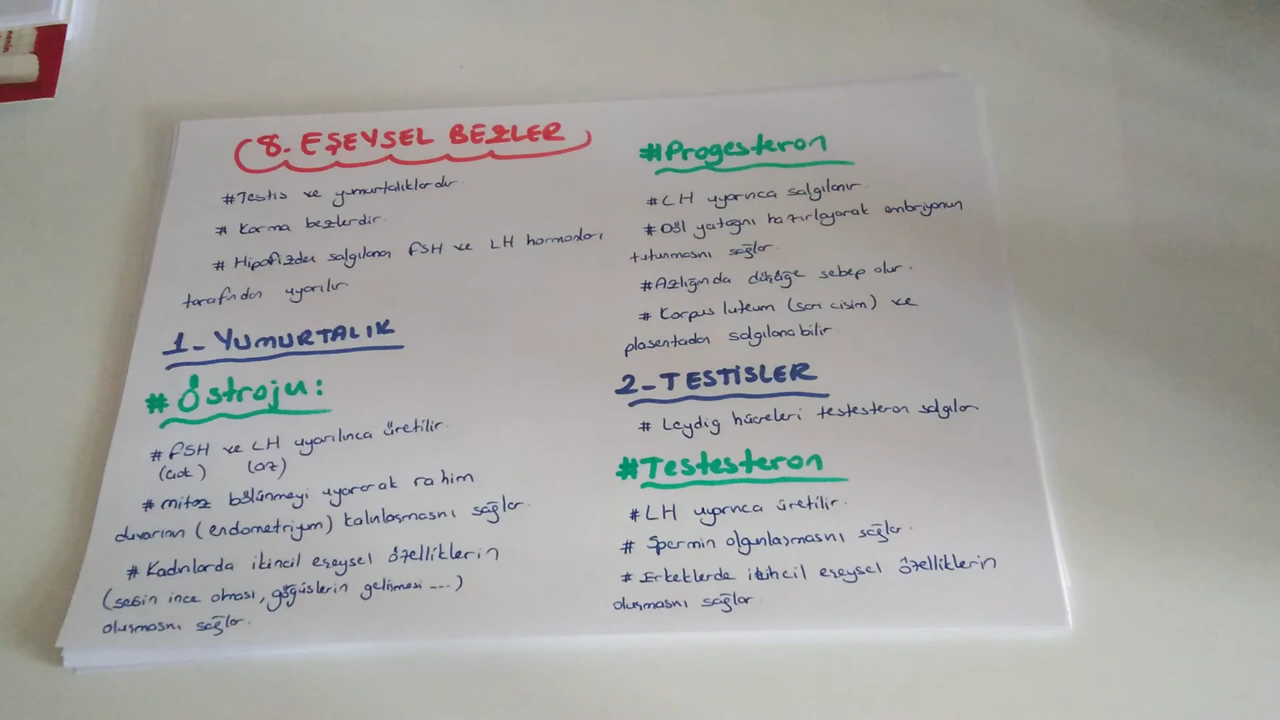 8. EŞEYSEL BEZLER
#Testis ve yumurtalıklardır.
# Karma bezlerdir.
# Hipofizden salgılanan FSH ve LH hormonları
tarafından uyarılır
1- YUMURTALIK
# Östrojen:
# FSH ve LH uyarılınca üretilir.
(çok) (az)
# mitoz bölünmeyi uyararak rahim
duvarının (endometriyum) kalınlaşmasını sağlar.
# Kadınlarda ikincil eşeysel özelliklerin
(sesin ince olması, göğüslerin gelişmesi ...)
oluşmasını sağlar.
#Progesteron
# LH uyarınca salgılanır.
# Döl yatağını hazırlayarak embriyonun
tutunmasını sağlar.
#Azlığında düşüğe sebep olur.
# Korpus luteum (sarı cisim) ve
plasentadan salgılanabilir.
2-TESTİSLER
# Leydig hücreleri testesteron salgılar
#Testesteron
# LH uyarınca üretilir.
# Spermin olgunlaşmasını sağlar.
# Erkeklerde ikincil eşeysel özelliklerin
oluşmasını sağlar.